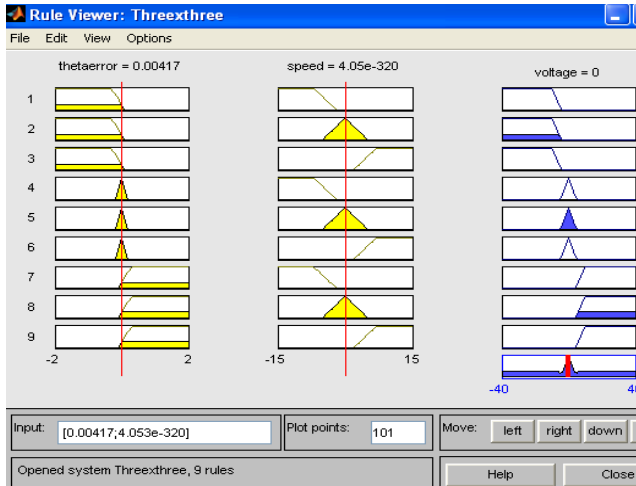 Rule Viewer: Threexthree
File Edit View Options
thetaerror = 0.00417
speed = 4.05e-320
voltage = 0
1
2
3
4
5
6
7
8
9
-2 2
-15 15
-40 40
Input: [0.00417;4.053e-320]
Plot points: 101
Move: left right down
Opened system Threexthree, 9 rules
Help Close